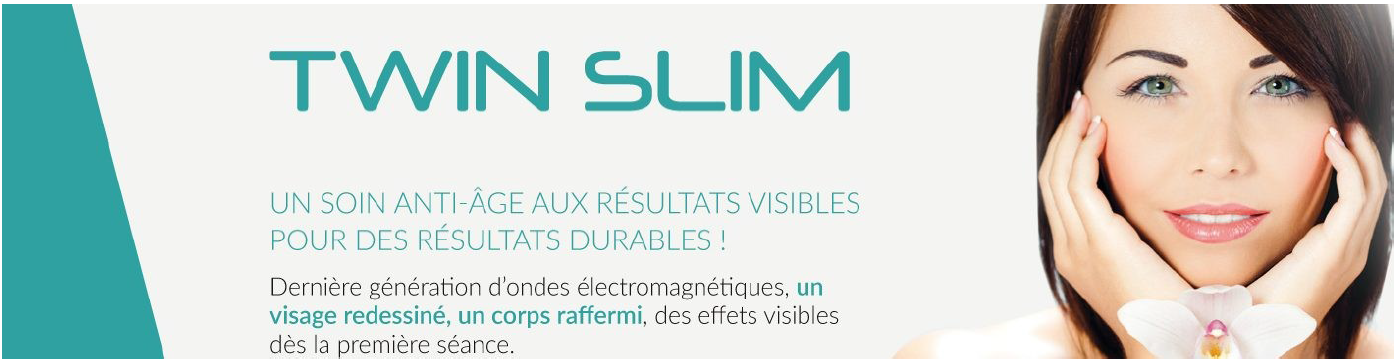 TWIN SLIM
UN SOIN ANTI-ÂGE AUX RÉSULTATS VISIBLES
POUR DES RÉSULTATS DURABLES !
Dernière génération d'ondes électromagnétiques, un
visage redessiné, un corps raffermi, des effets visibles
dès la première séance.